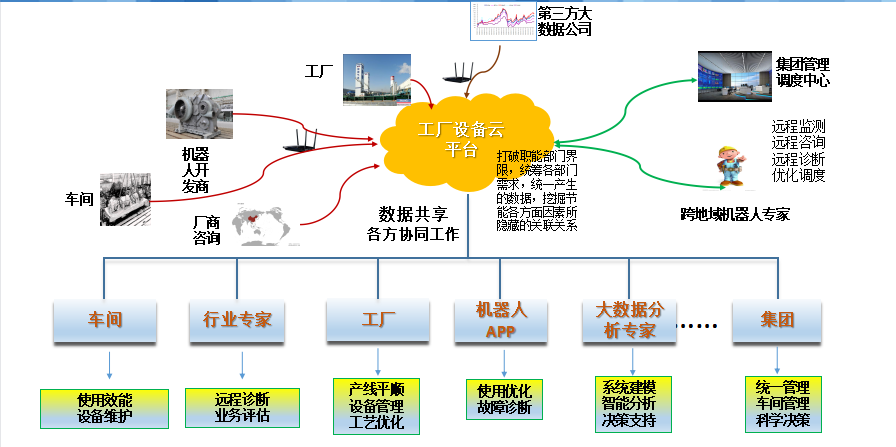 第三方大
数据公司
工厂
集团管理
调度中心
机器
人开
发商
工厂设备云
平台
远程监测
远程咨询
远程诊断
优化调度
打破职能部门界
限，统筹各部门
需求，统一产生
的数据，挖掘节
能各方面因素所
隐藏的关联关系
车间
厂商
咨询
数据共享
各方协同工作
跨地域机器人专家
车间
行业专家
工厂
机器人
APP
大数据分
析专家
……
集团
使用效能
设备维护
远程诊断
业务评估
产线平顺
设备管理
工艺优化
使用优化
故障诊断
系统建模
智能分析
决策支持
统一管理
车间管理
科学决策